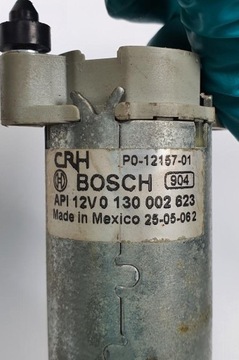 CRH P0-12157-01
BOSCH 904
API 12V 0 130 002 623
Made in Mexico 25-05-062